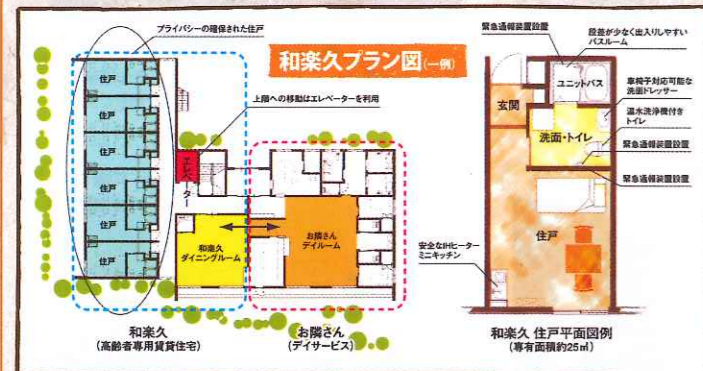 プライバシーの確保された住戸
和楽久プラン図(一例)
上階への移動はエレベーターを利用
住戸
住戸
住戸
住戸
住戸
住戸
エレベーター
和楽久
ダイニングルーム
お隣さん
デイルーム
和楽久
(高齢者専用賃貸住宅)
お隣さん
(デイサービス)
緊急通報装置設置
段差が少なく出入りしやすい
バスルーム
ユニットバス
車椅子対応可能な
洗面ドレッサー
玄関
温水洗浄機付き
トイレ
洗面・トイレ
緊急通報装置設置
緊急通報装置設置
住戸
安全なIHヒーター
ミニキッチン
和楽久 住戸平面図例
(専有面積約25㎡)